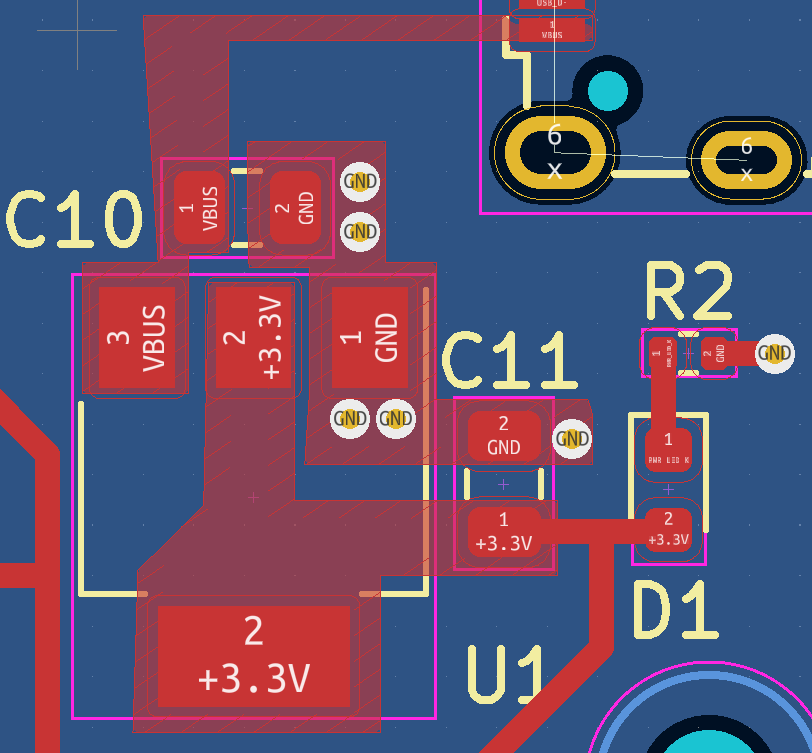 USB_D-
1
VBUS
6
x
6
x
C10
1
VBUS
2
GND
GND
GND
3
VBUS
2
+3.3V
1
GND
GND
GND
C11
2
GND
GND
1
+3.3V
R2
1
2
GND
GND
1
PWR LED K
2
+3.3V
D1
2
+3.3V
U1